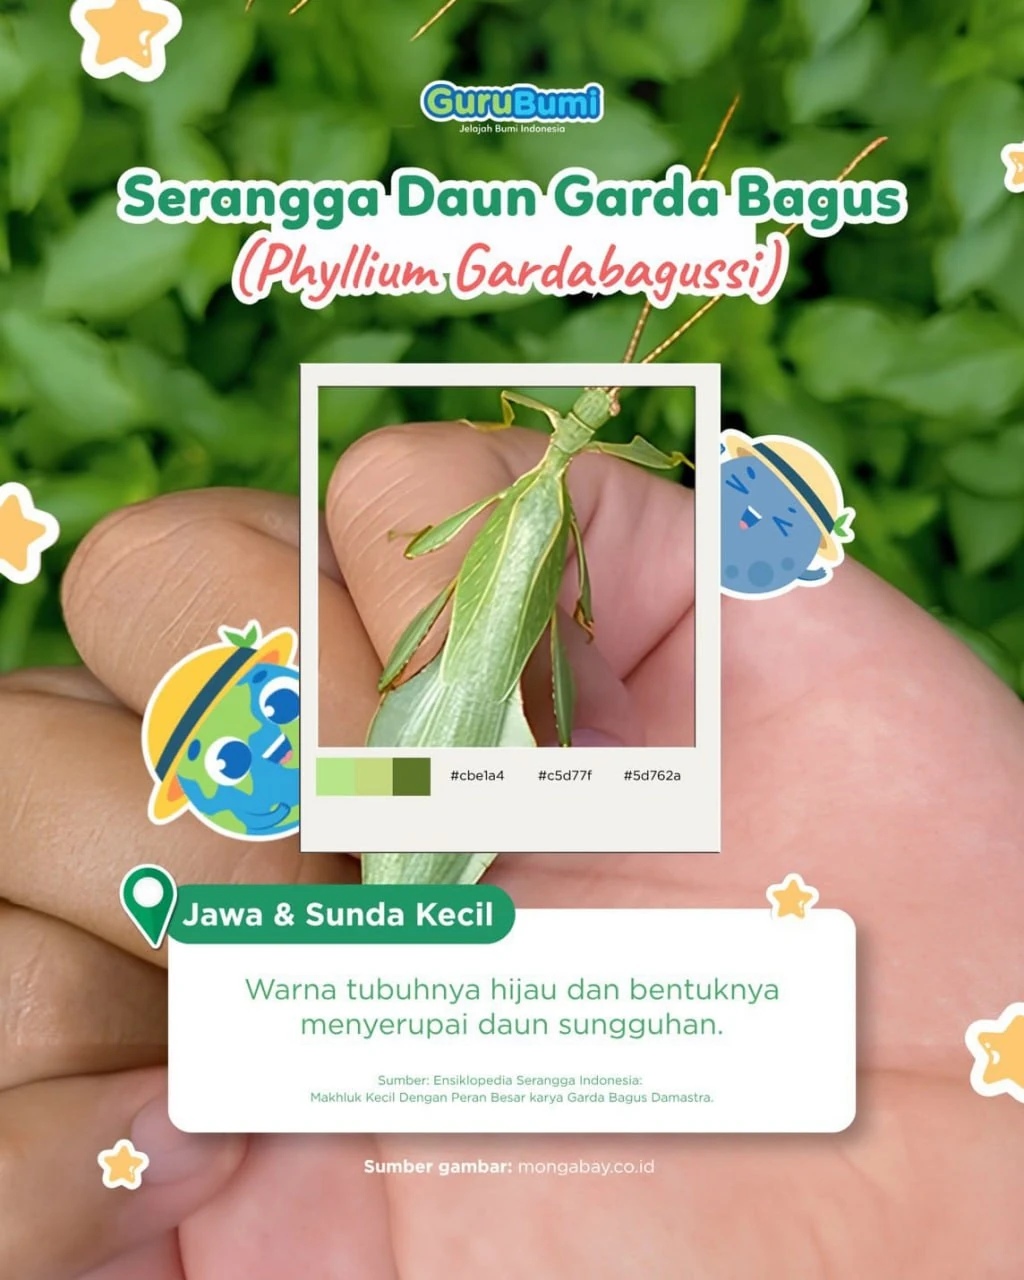 GuruBumi
Jelajah Bumi Indonesia
Serangga Daun Garda Bagus
(Phyllium Gardabagussi)
#cbe1a4 #c5d77f #5d762a
Jawa & Sunda Kecil
Warna tubuhnya hijau dan bentuknya
menyerupai daun sungguhan.
Sumber: Ensiklopedia Serangga Indonesia:
Makhluk Kecil Dengan Peran Besar karya Garda Bagus Damastra.
Sumber gambar: mongabay.co.id